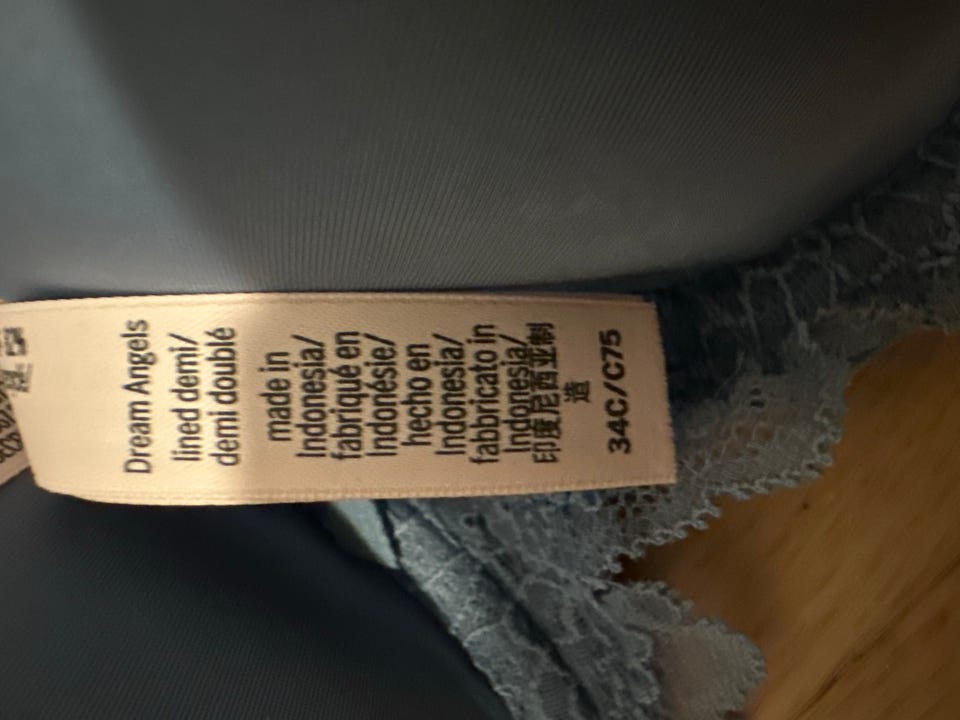 Dream Angels
lined demi/
demi doublé
made in
Indonesia/
fabriqué en
Indonésie/
hecho en
Indonesia/
fabbricato in
Indonesia/
印度尼西亚制
造
34C/C75